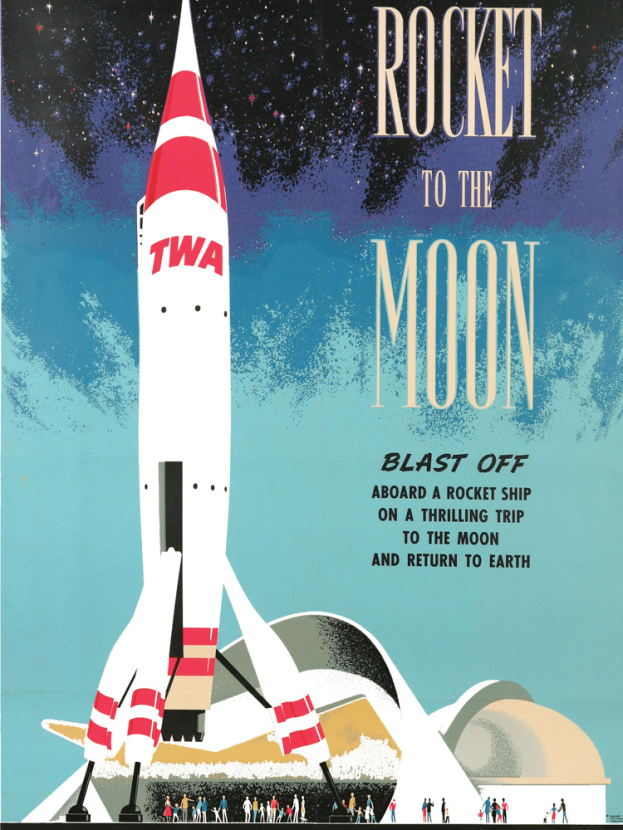 ROCKET
TO THE
MOON
TWA
BLAST OFF
ABOARD A ROCKET SHIP
ON A THRILLING TRIP
TO THE MOON
AND RETURN TO EARTH